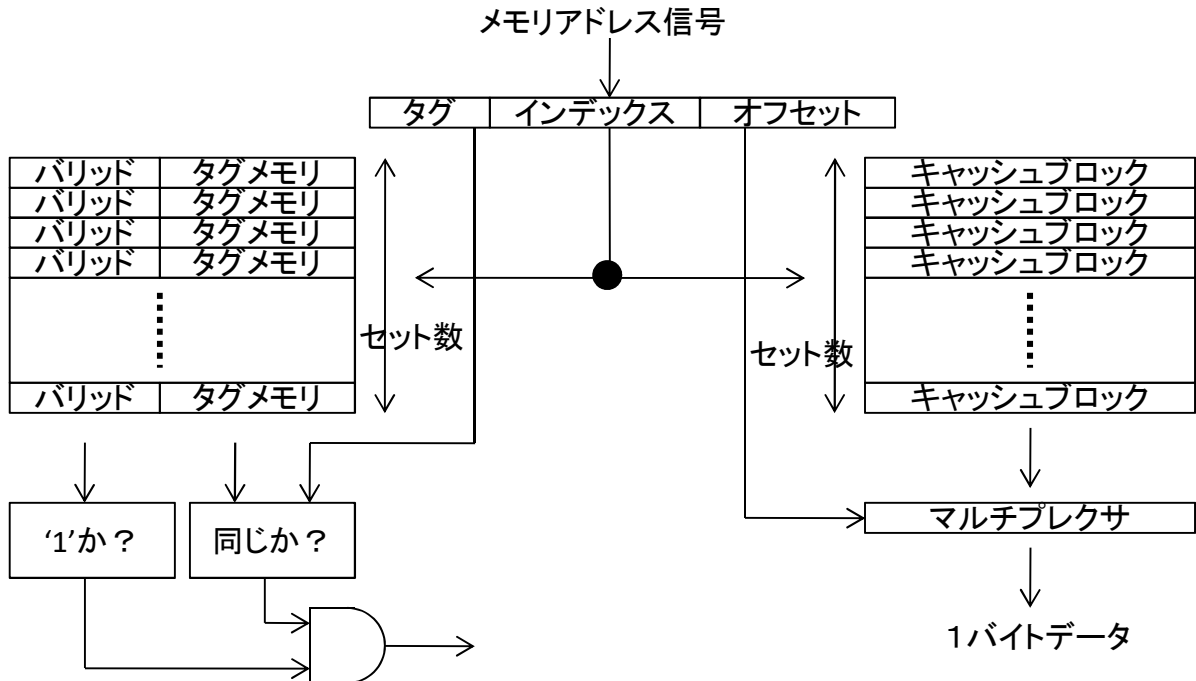 メモリアドレス信号
タグ インデックス オフセット
バリッド タグメモリ
バリッド タグメモリ
バリッド タグメモリ
バリッド タグメモリ
バリッド タグメモリ
セット数
セット数
キャッシュブロック
キャッシュブロック
キャッシュブロック
キャッシュブロック
キャッシュブロック
‘1’か？
同じか？
マルチプレクサ
１バイトデータ